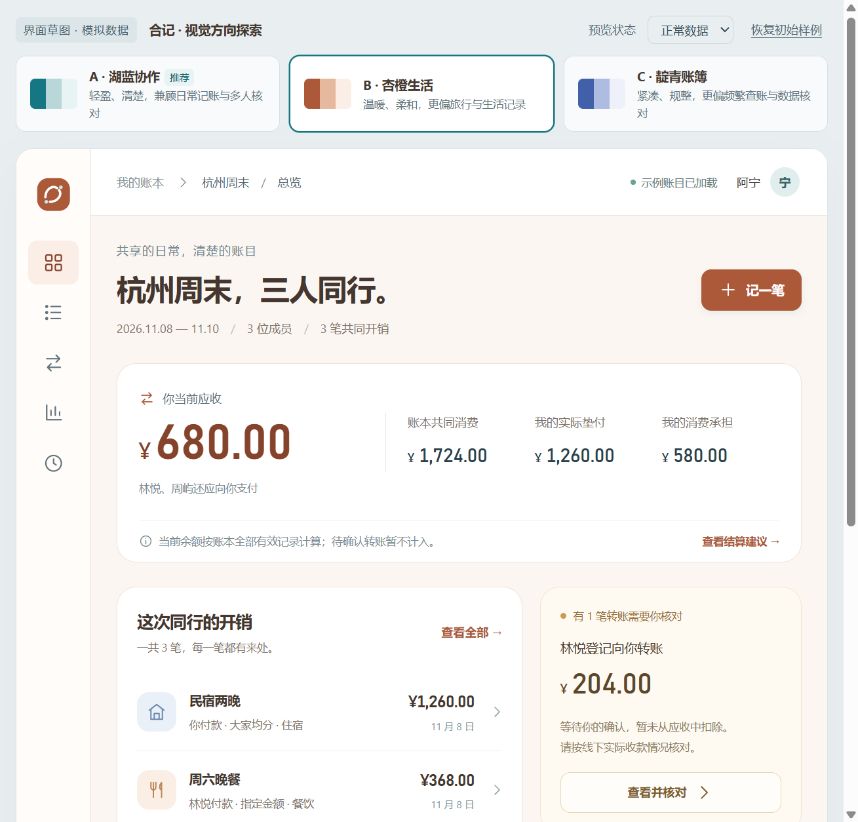 界面草图 · 模拟数据
合记 · 视觉方向探索
预览状态
正常数据
恢复初始样例
A · 湖蓝协作 推荐
轻盈、清楚，兼顾日常记账与多人核
对
B · 杏橙生活
温暖、柔和，更偏旅行与生活记录
C · 靛青账簿
紧凑、规整，更偏频繁查账与数据核
对
我的账本 > 杭州周末 / 总览
示例账目已加载
阿宁
宁
共享的日常，清楚的账目
杭州周末，三人同行。
2026.11.08 — 11.10 / 3 位成员 / 3 笔共同开销
＋ 记一笔
你当前应收
¥ 680.00
林悦、周屿还应向你支付
账本共同消费
¥ 1,724.00
我的实际垫付
¥ 1,260.00
我的消费承担
¥ 580.00
当前余额按账本全部有效记录计算；待确认转账暂不计入。
查看结算建议 →
这次同行的开销
一共 3 笔，每一笔都有来处。
查看全部 →
民宿两晚
你付款 · 大家均分 · 住宿
¥1,260.00
11 月 8 日
周六晚餐
林悦付款 · 指定金额 · 餐饮
¥368.00
11 月 8 日
有 1 笔转账需要你核对
林悦登记向你转账
¥ 204.00
等待你的确认，暂未从应收中扣除。
请按线下实际收款情况核对。
查看并核对